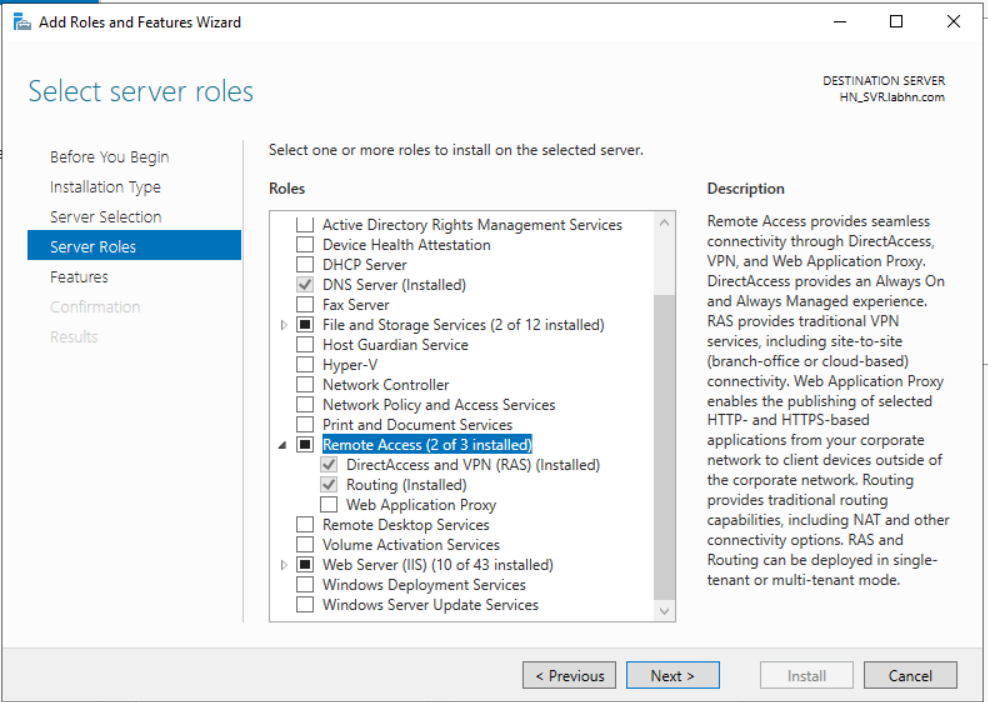 Add Roles and Features Wizard
Select server roles
DESTINATION SERVER
HN_SVR.labhn.com
Before You Begin
Installation Type
Server Selection
Server Roles
Features
Confirmation
Results
Select one or more roles to install on the selected server.
Roles
Active Directory Rights Management Services
Device Health Attestation
DHCP Server
DNS Server (Installed)
Fax Server
File and Storage Services (2 of 12 installed)
Host Guardian Service
Hyper-V
Network Controller
Network Policy and Access Services
Print and Document Services
Remote Access (2 of 3 installed)
DirectAccess and VPN (RAS) (Installed)
Routing (Installed)
Web Application Proxy
Remote Desktop Services
Volume Activation Services
Web Server (IIS) (10 of 43 installed)
Windows Deployment Services
Windows Server Update Services
Description
Remote Access provides seamless
connectivity through DirectAccess,
VPN, and Web Application Proxy.
DirectAccess provides an Always On
and Always Managed experience.
RAS provides traditional VPN
services, including site-to-site
(branch-office or cloud-based)
connectivity. Web Application Proxy
enables the publishing of selected
HTTP- and HTTPS-based
applications from your corporate
network to client devices outside of
the corporate network. Routing
provides traditional routing
capabilities, including NAT and other
connectivity options. RAS and
Routing can be deployed in single-
tenant or multi-tenant mode.
< Previous
Next >
Install
Cancel